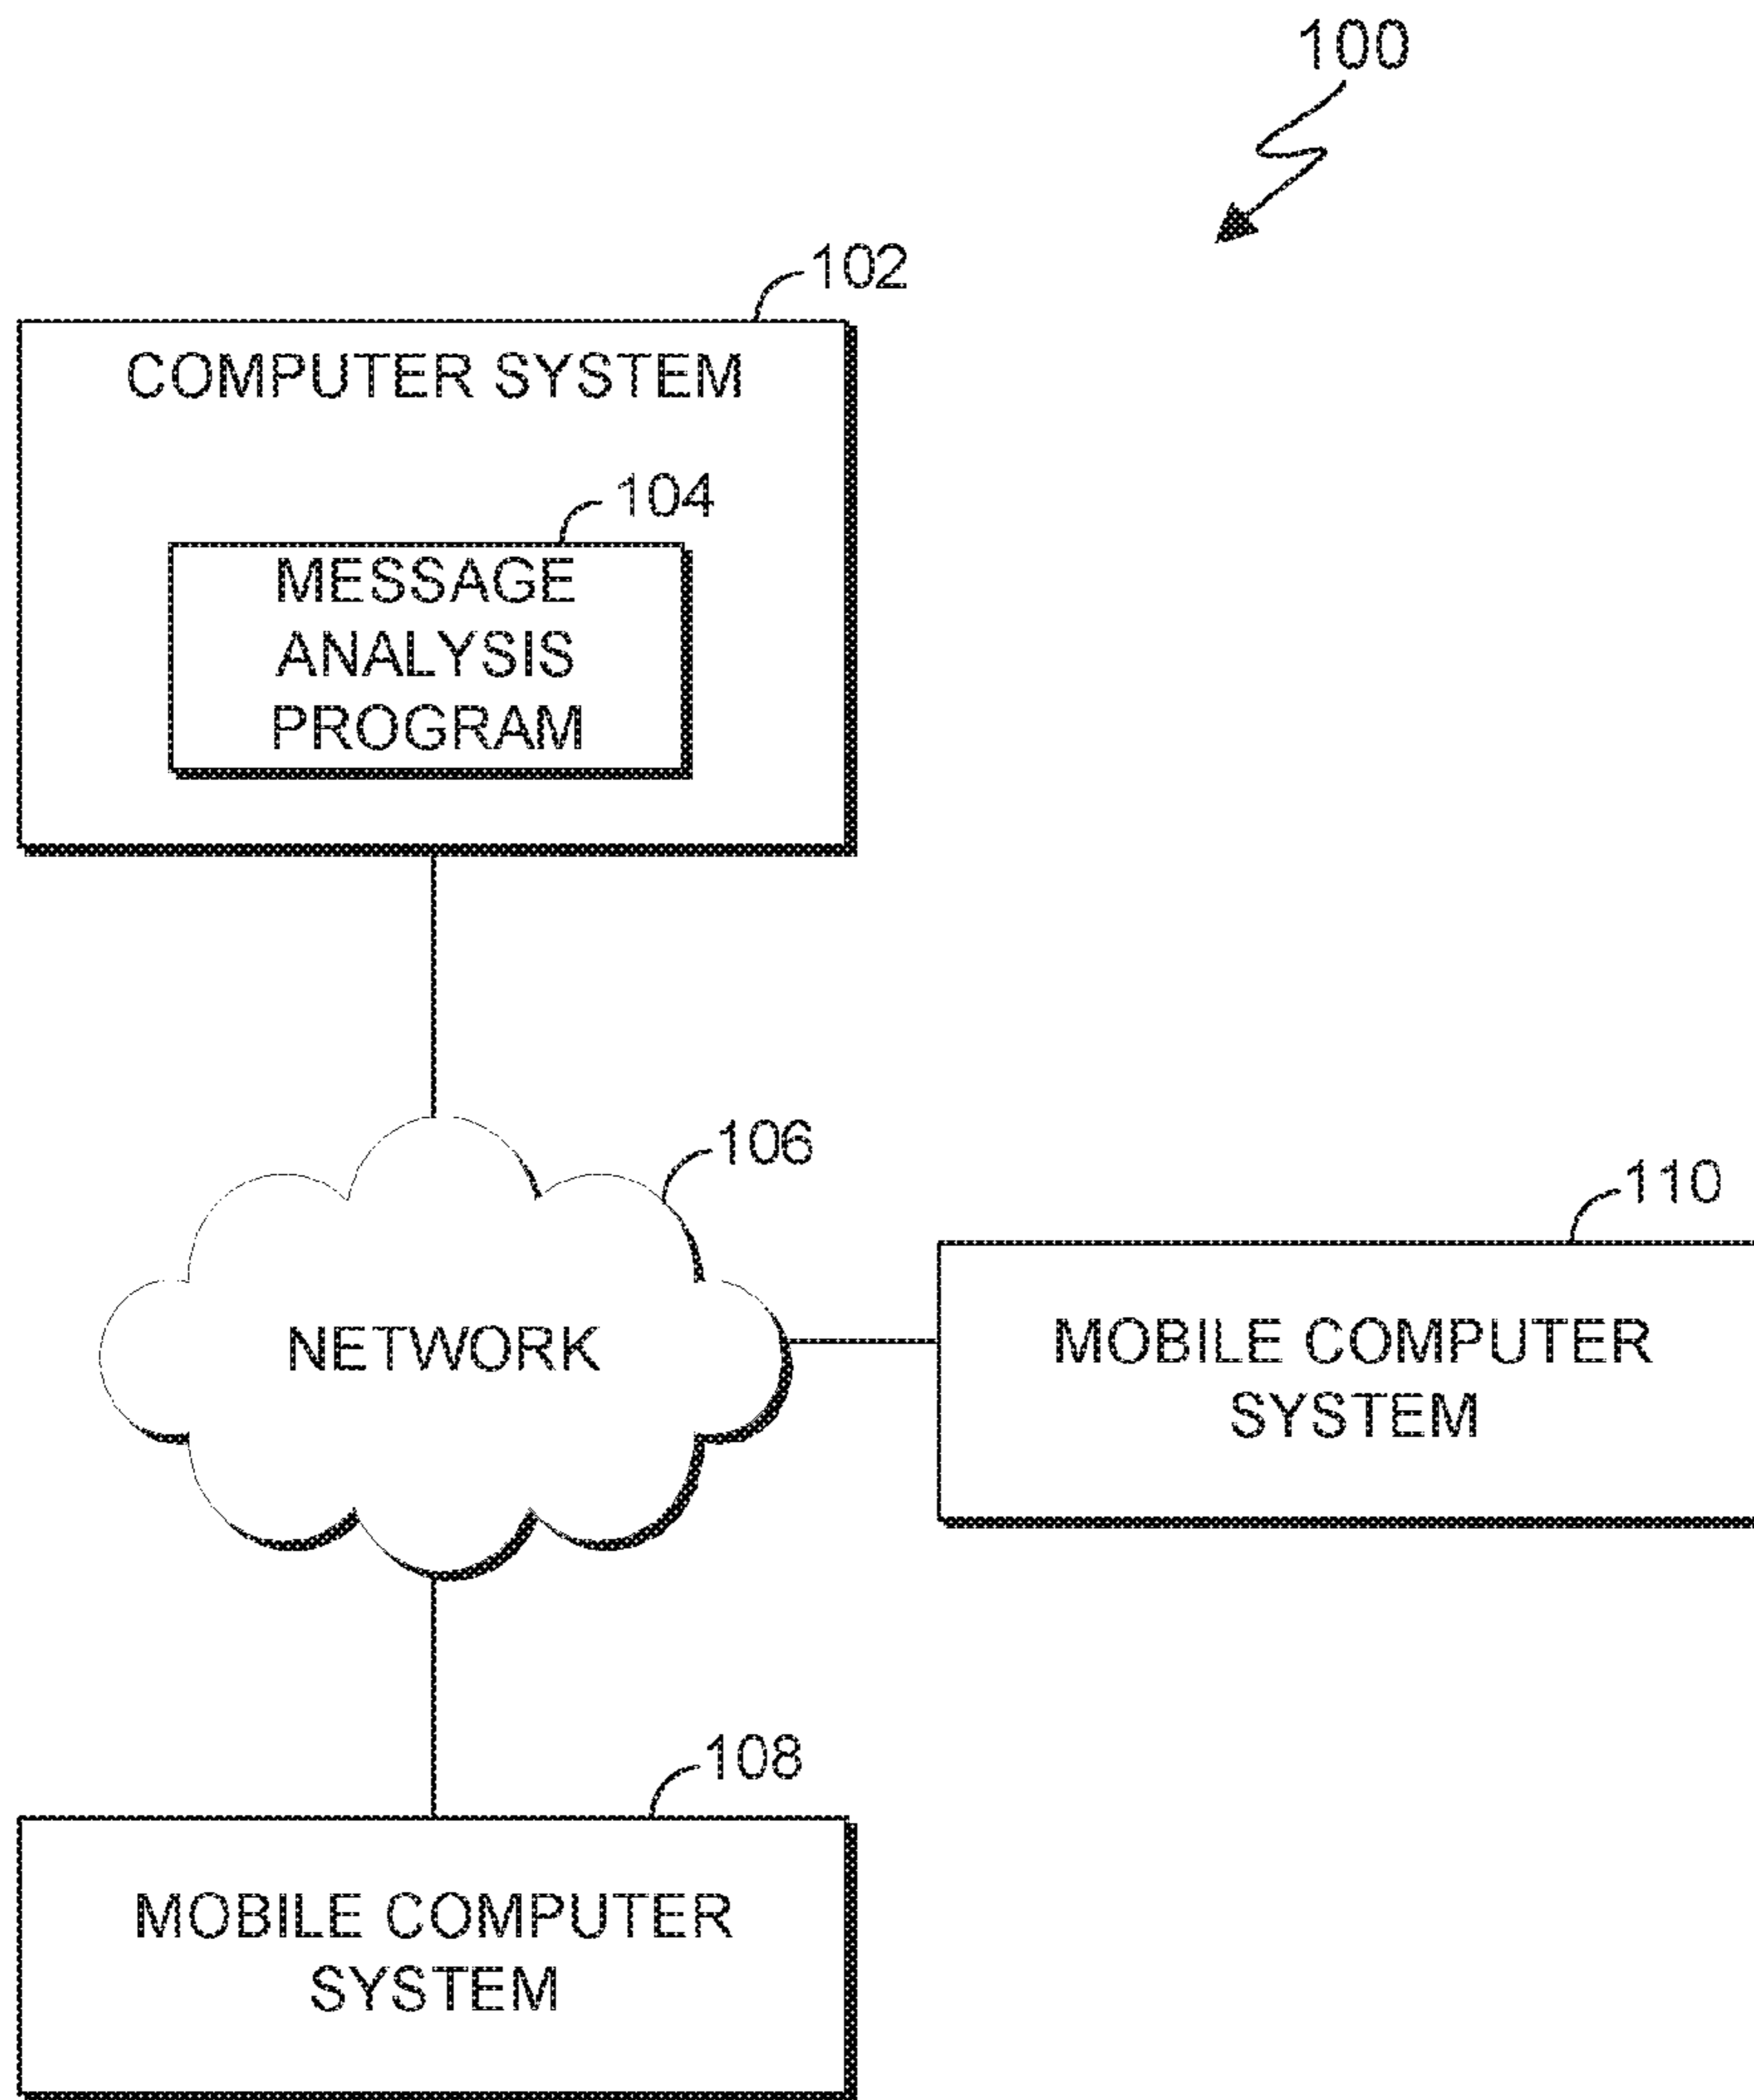 100
102
COMPUTER SYSTEM
104
MESSAGE
ANALYSIS
PROGRAM
106
NETWORK
110
MOBILE COMPUTER
SYSTEM
108
MOBILE COMPUTER
SYSTEM